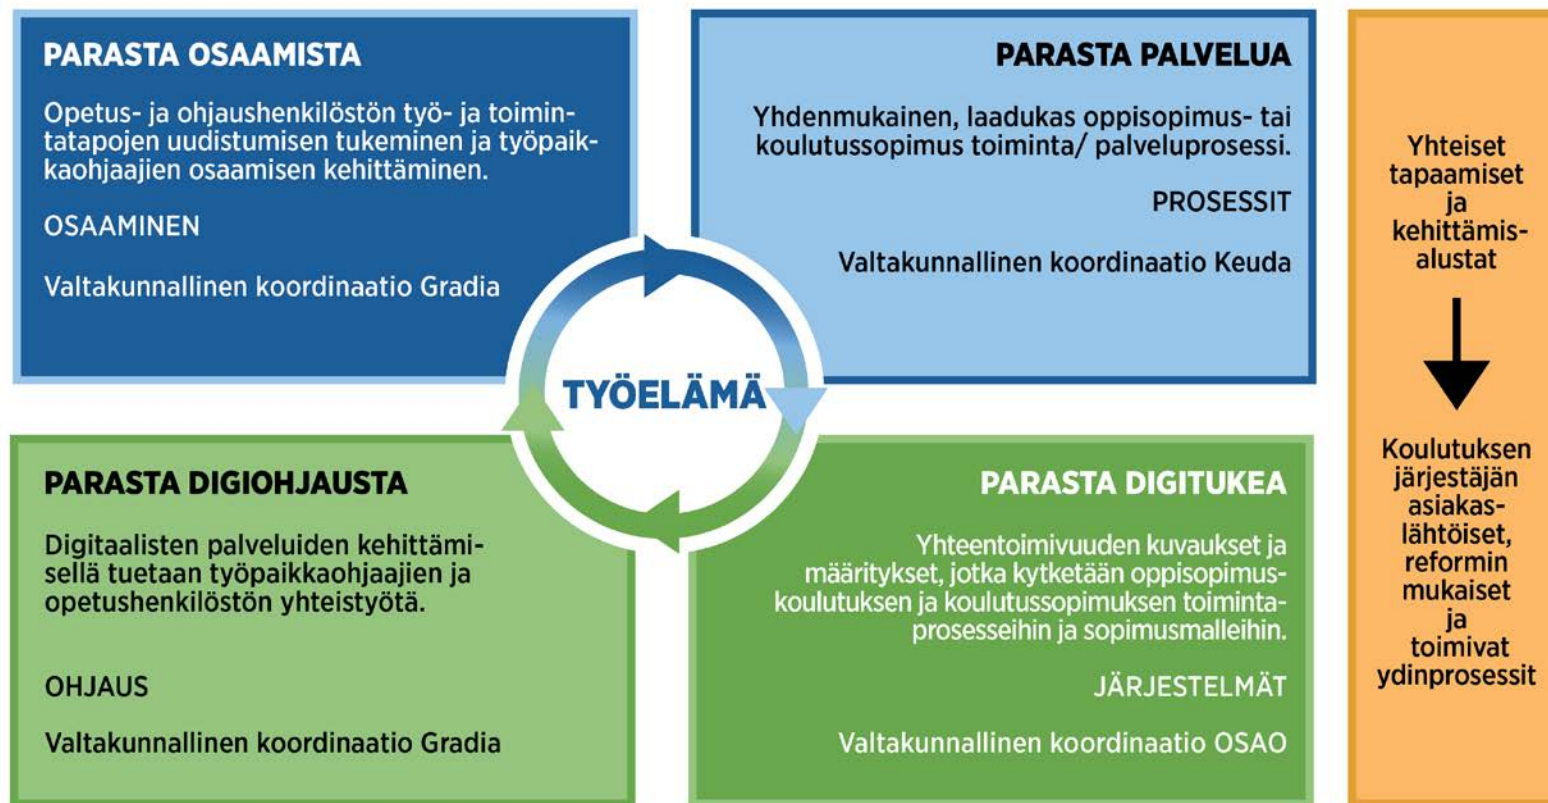 PARASTA OSAAMISTA
Opetus- ja ohjaushenkilöstön työ- ja toimin-
tatapojen uudistumisen tukeminen ja työpaik-
kaohjaajien osaamisen kehittäminen.
OSAAMINEN
Valtakunnallinen koordinaatio Gradia
PARASTA PALVELUA
Yhdenmukainen, laadukas oppisopimus- tai
koulutussopimus toiminta/ palveluprosessi.
PROSESSIT
Valtakunnallinen koordinaatio Keuda
TYÖELÄMÄ
PARASTA DIGIOHJAUSTA
Digitaalisten palveluiden kehittämi-
sellä tuetaan työpaikkaohjaajien ja
opetushenkilöstön yhteistyötä.
OHJAUS
Valtakunnallinen koordinaatio Gradia
PARASTA DIGITUKEA
Yhteentoimivuuden kuvaukset ja
määritykset, jotka kytketään oppisopimus-
koulutuksen ja koulutussopimuksen toiminta-
prosesseihin ja sopimusmalleihin.
JÄRJESTELMÄT
Valtakunnallinen koordinaatio OSAO
Yhteiset
tapaamiset
ja
kehittämis-
alustat
Koulutuksen
järjestäjän
asiakas-
lähtöiset,
reformin
mukaiset
ja
toimivat
ydinprosessit